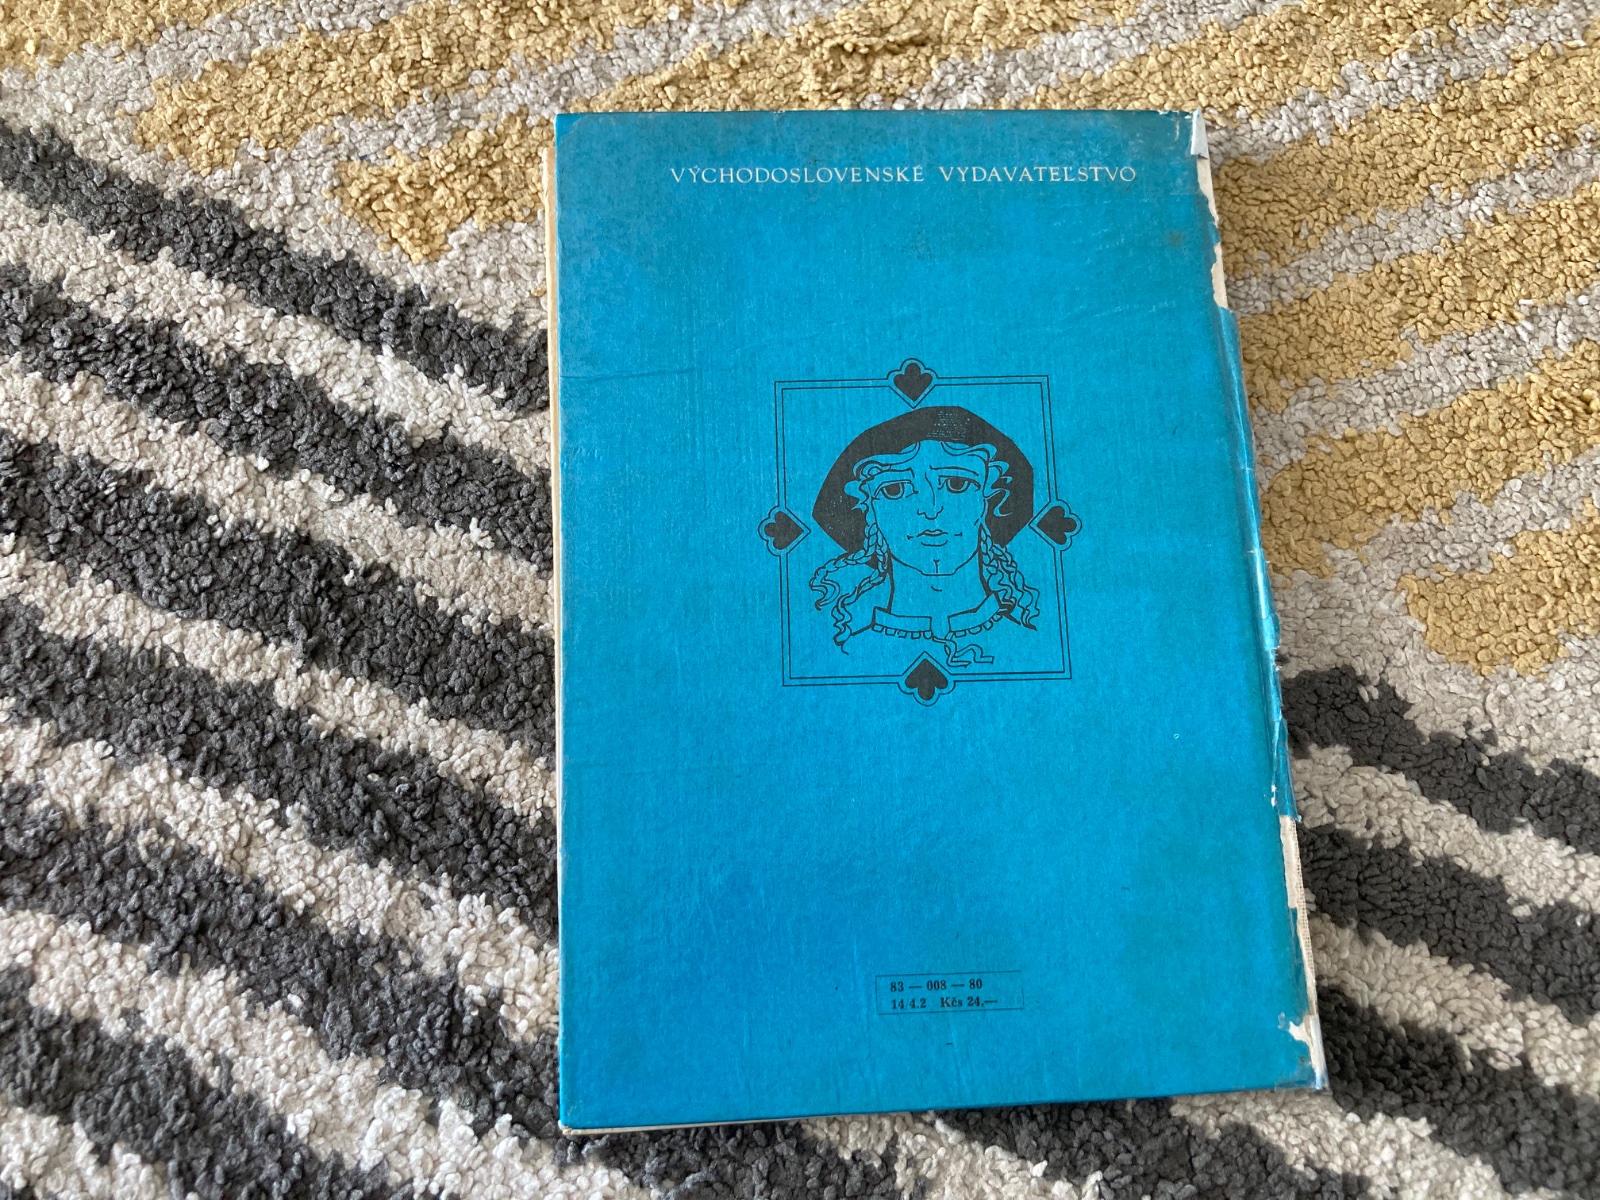 VÝCHODOSLOVENSKÉ VYDAVATEĽSTVO
83 — 008 — 80
14/4.2 Kčs 24,—